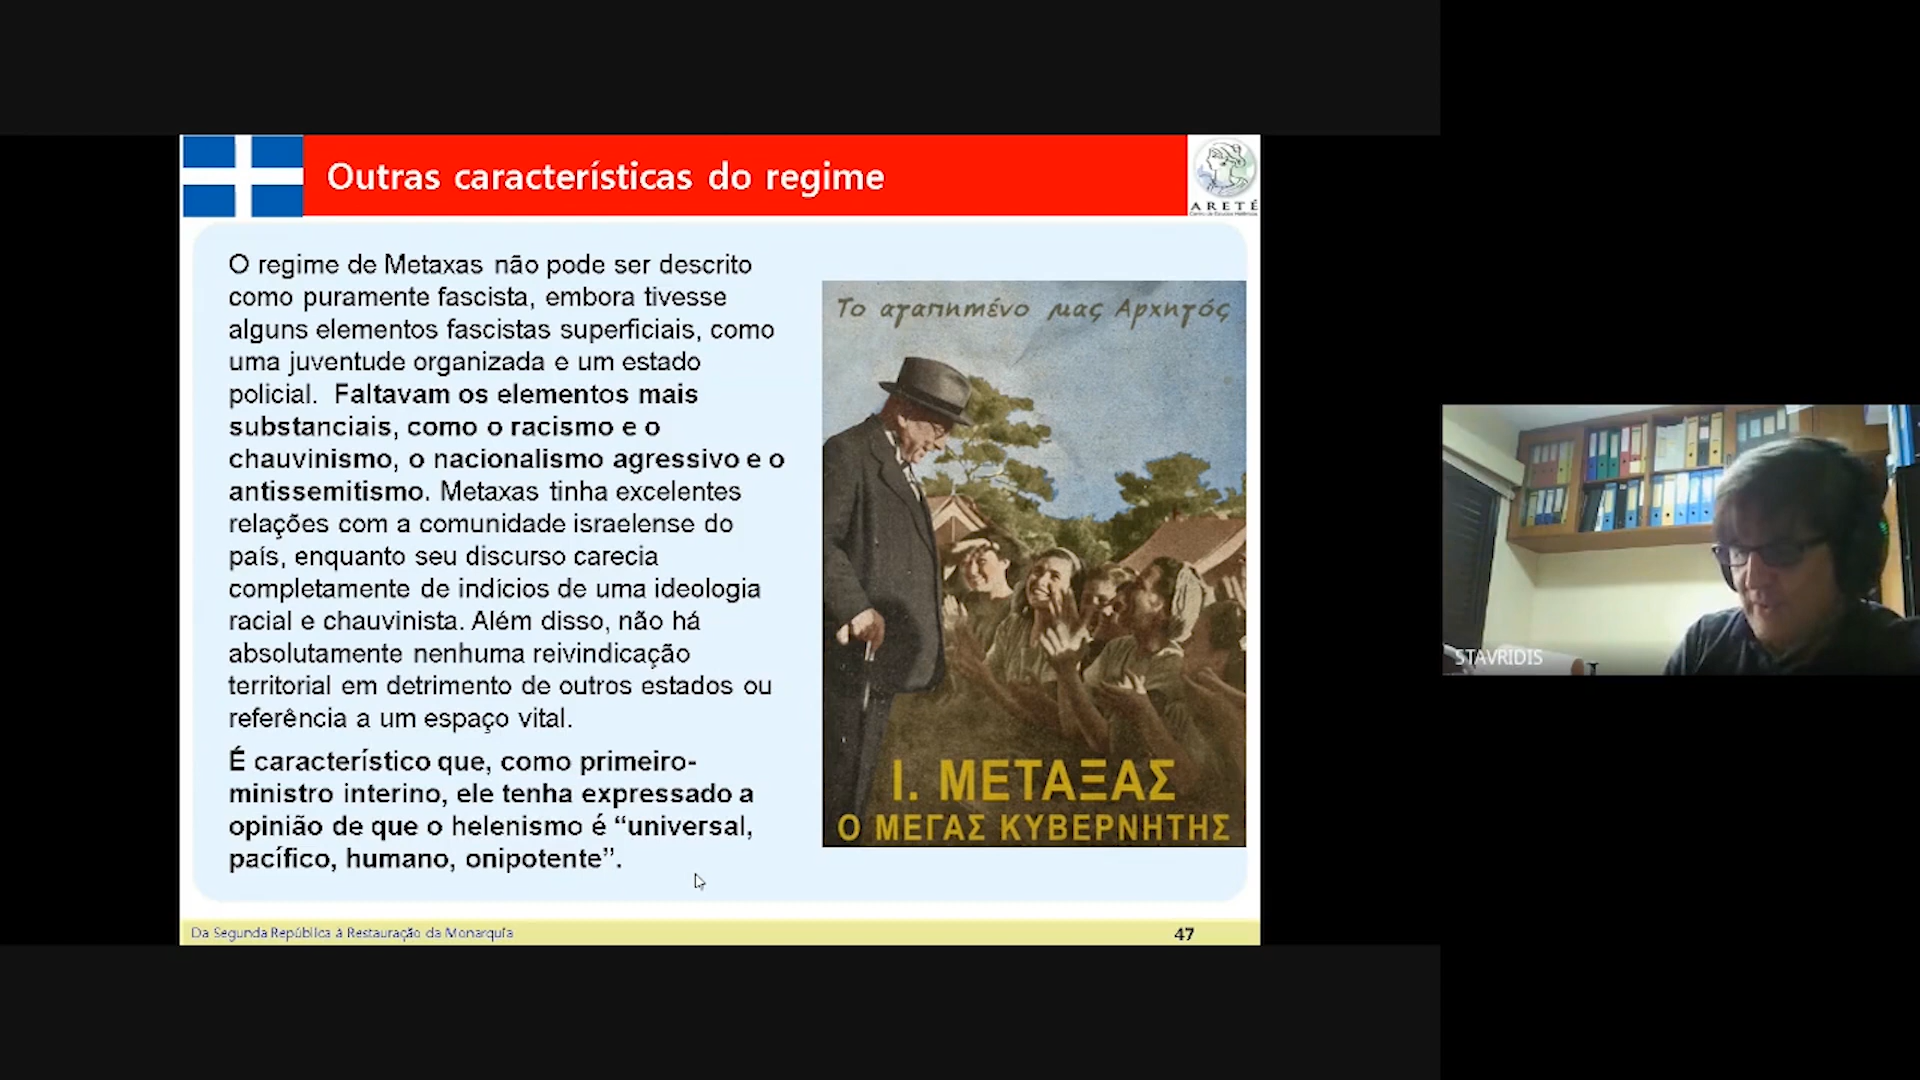 Outras características do regime
ARETÉ
Centro de Estudos Helênicos
O regime de Metaxas não pode ser descrito
como puramente fascista, embora tivesse
alguns elementos fascistas superficiais, como
uma juventude organizada e um estado
policial. Faltavam os elementos mais
substanciais, como o racismo e o
chauvinismo, o nacionalismo agressivo e o
antissemitismo. Metaxas tinha excelentes
relações com a comunidade israelense do
país, enquanto seu discurso carecia
completamente de indícios de uma ideologia
racial e chauvinista. Além disso, não há
absolutamente nenhuma reivindicação
territorial em detrimento de outros estados ou
referência a um espaço vital.
É característico que, como primeiro-
ministro interino, ele tenha expressado a
opinião de que o helenismo é “universal,
pacífico, humano, onipotente”.
Το αγαπημένο μας Αρχηγός
Ι. ΜΕΤΑΞΑΣ
Ο ΜΕΓΑΣ ΚΥΒΕΡΝΗΤΗΣ
STAVRIDIS
Da Segunda República à Restauração da Monarquia
47